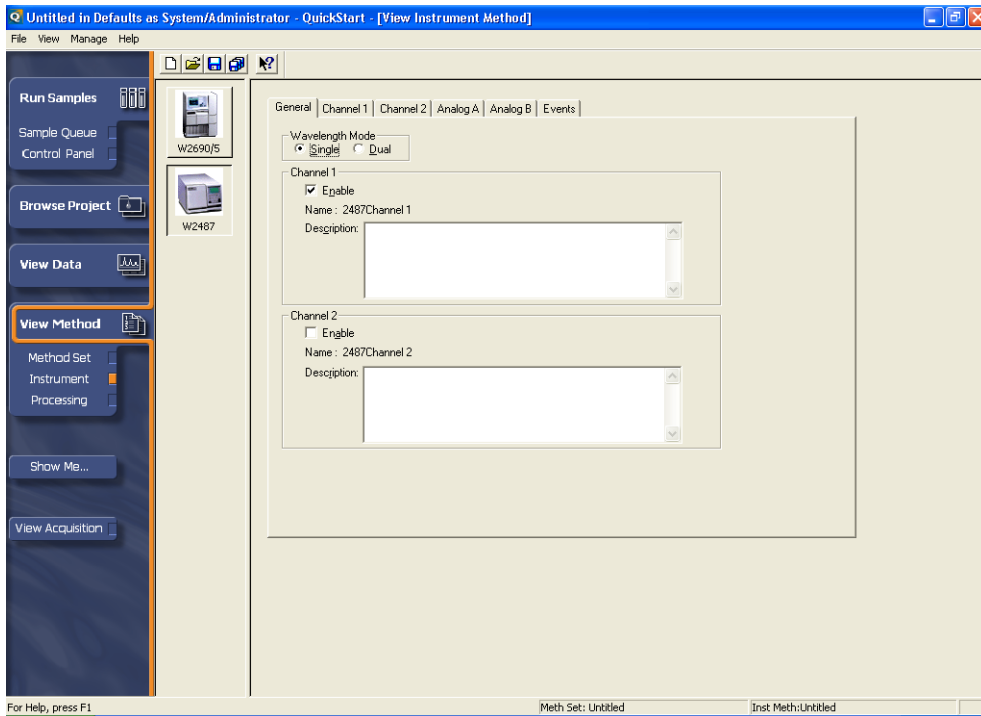 Untitled in Defaults as System/Administrator - QuickStart - [View Instrument Method]
File View Manage Help
Run Samples
Sample Queue
Control Panel
Browse Project
View Data
View Method
Method Set
Instrument
Processing
Show Me...
View Acquisition
W2690/5
W2487
General Channel 1 Channel 2 Analog A Analog B Events
Wavelength Mode
Single Dual
Channel 1
Enable
Name : 2487Channel 1
Description:
Channel 2
Enable
Name : 2487Channel 2
Description:
For Help, press F1
Meth Set: Untitled
Inst Meth:Untitled